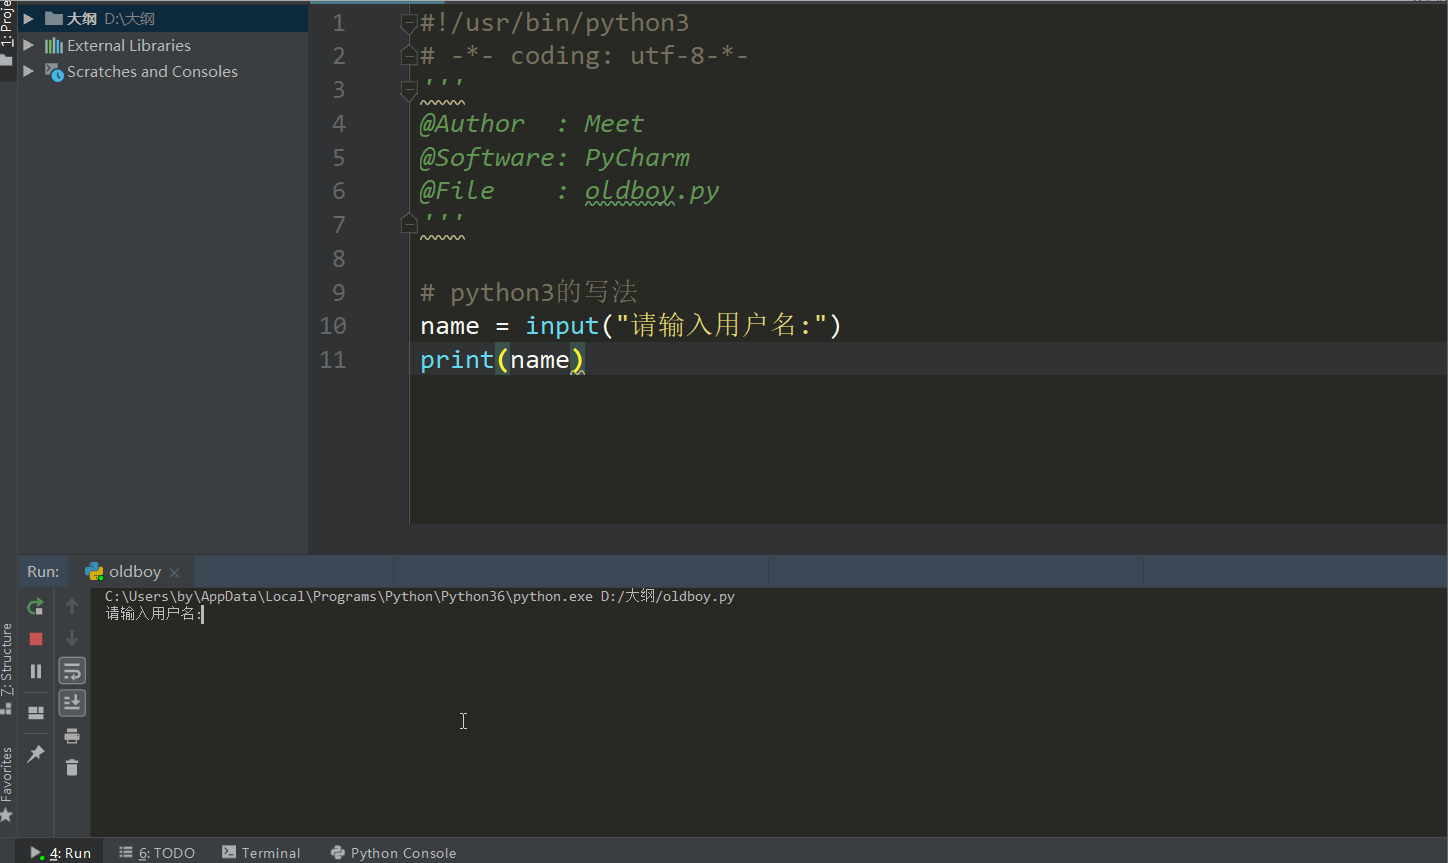 1: Proje
大纲 D:\大纲
External Libraries
Scratches and Consoles
1 #!/usr/bin/python3
2 # -*- coding: utf-8-*-
3 '''
4 @Author  : Meet
5 @Software: PyCharm
6 @File    : oldboy.py
7 '''
8
9 # python3的写法
10 name = input("请输入用户名:")
11 print(name)
Run: oldboy
C:\Users\by\AppData\Local\Programs\Python\Python36\python.exe D:/大纲/oldboy.py
请输入用户名:
7: Structure
Favorites
4: Run 6: TODO Terminal Python Console